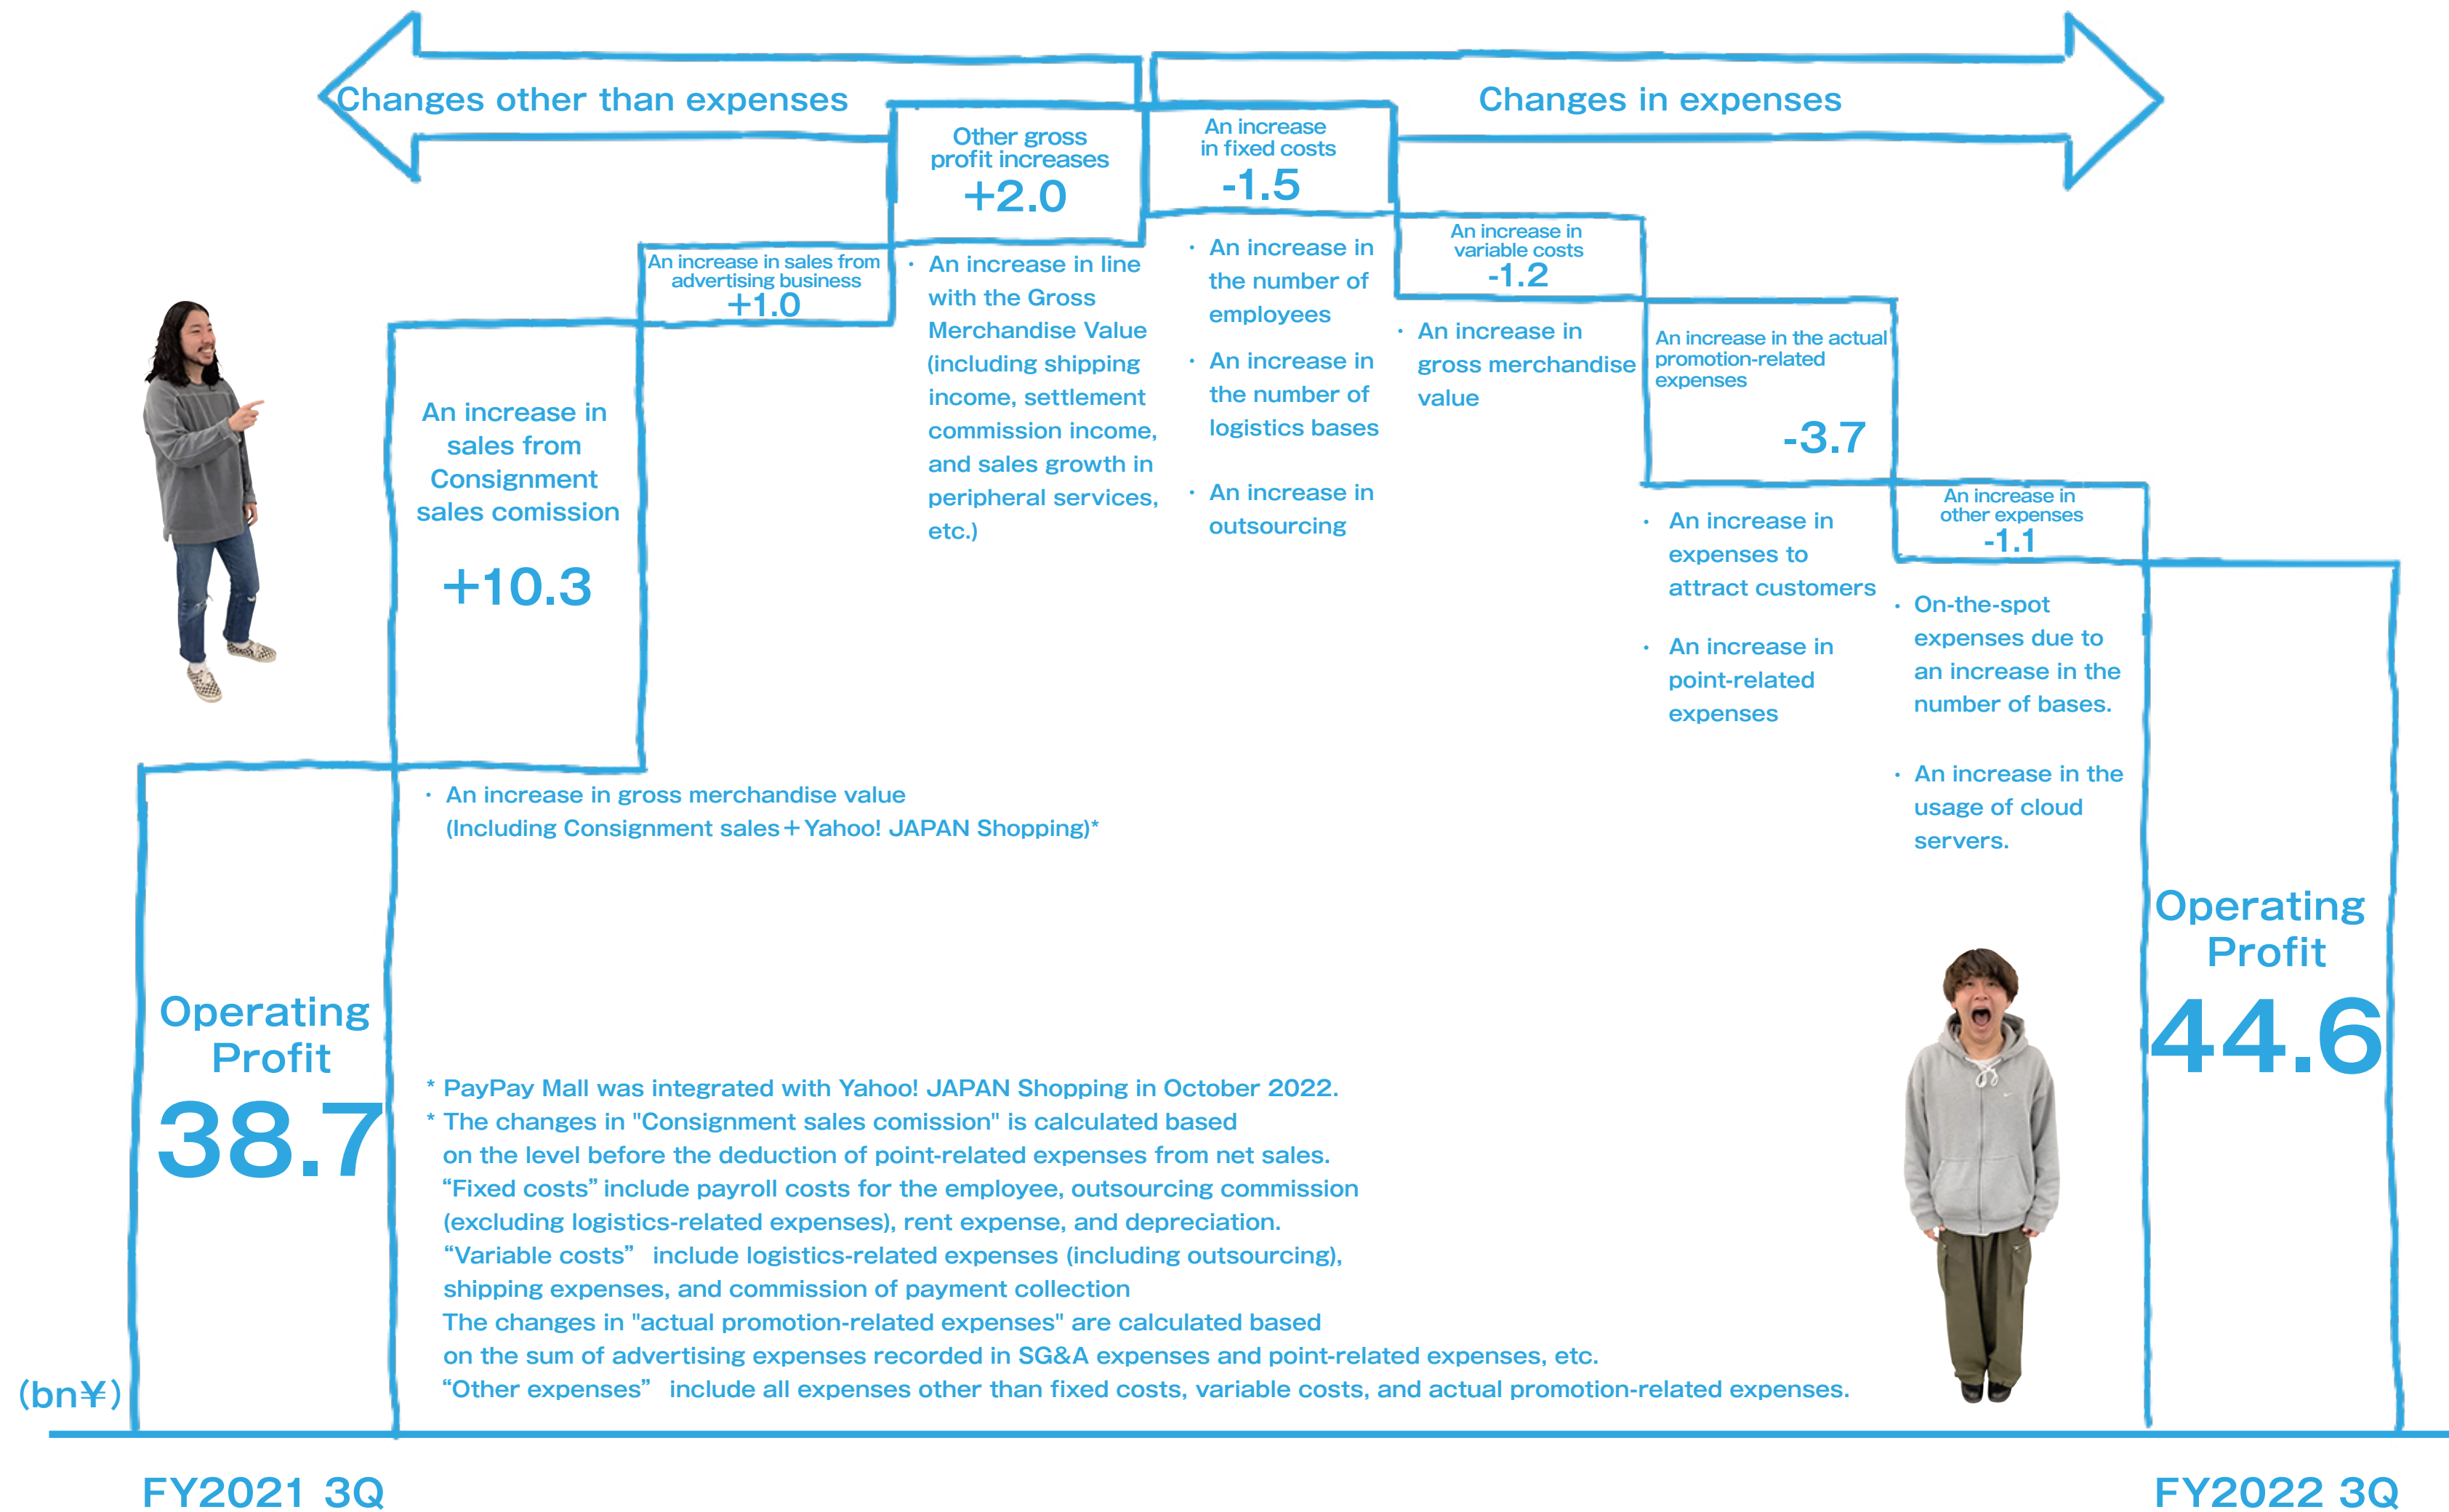 Changes other than expenses
Changes in expenses
Other gross
profit increases
+2.0
An increase
in fixed costs
-1.5
An increase in
variable costs
-1.2
An increase in sales from
advertising business
+1.0
・ An increase in line
with the Gross
Merchandise Value
(including shipping
income, settlement
commission income,
and sales growth in
peripheral services,
etc.)
・ An increase in
the number of
employees
・ An increase in
the number of
logistics bases
・ An increase in
outsourcing
・ An increase in
gross merchandise
value
An increase in the actual
promotion-related
expenses
-3.7
An increase in
sales from
Consignment
sales comission
+10.3
An increase in
other expenses
-1.1
・ An increase in
expenses to
attract customers
・ An increase in
point-related
expenses
・ On-the-spot
expenses due to
an increase in the
number of bases.
・ An increase in the
usage of cloud
servers.
・ An increase in gross merchandise value
(Including Consignment sales＋Yahoo! JAPAN Shopping)*
Operating
Profit
38.7
Operating
Profit
44.6
* PayPay Mall was integrated with Yahoo! JAPAN Shopping in October 2022.
* The changes in "Consignment sales comission" is calculated based
on the level before the deduction of point-related expenses from net sales.
“Fixed costs” include payroll costs for the employee, outsourcing commission
(excluding logistics-related expenses), rent expense, and depreciation.
“Variable costs” include logistics-related expenses (including outsourcing),
shipping expenses, and commission of payment collection
The changes in "actual promotion-related expenses" are calculated based
on the sum of advertising expenses recorded in SG&A expenses and point-related expenses, etc.
“Other expenses” include all expenses other than fixed costs, variable costs, and actual promotion-related expenses.
(bn¥)
FY2021 3Q
FY2022 3Q